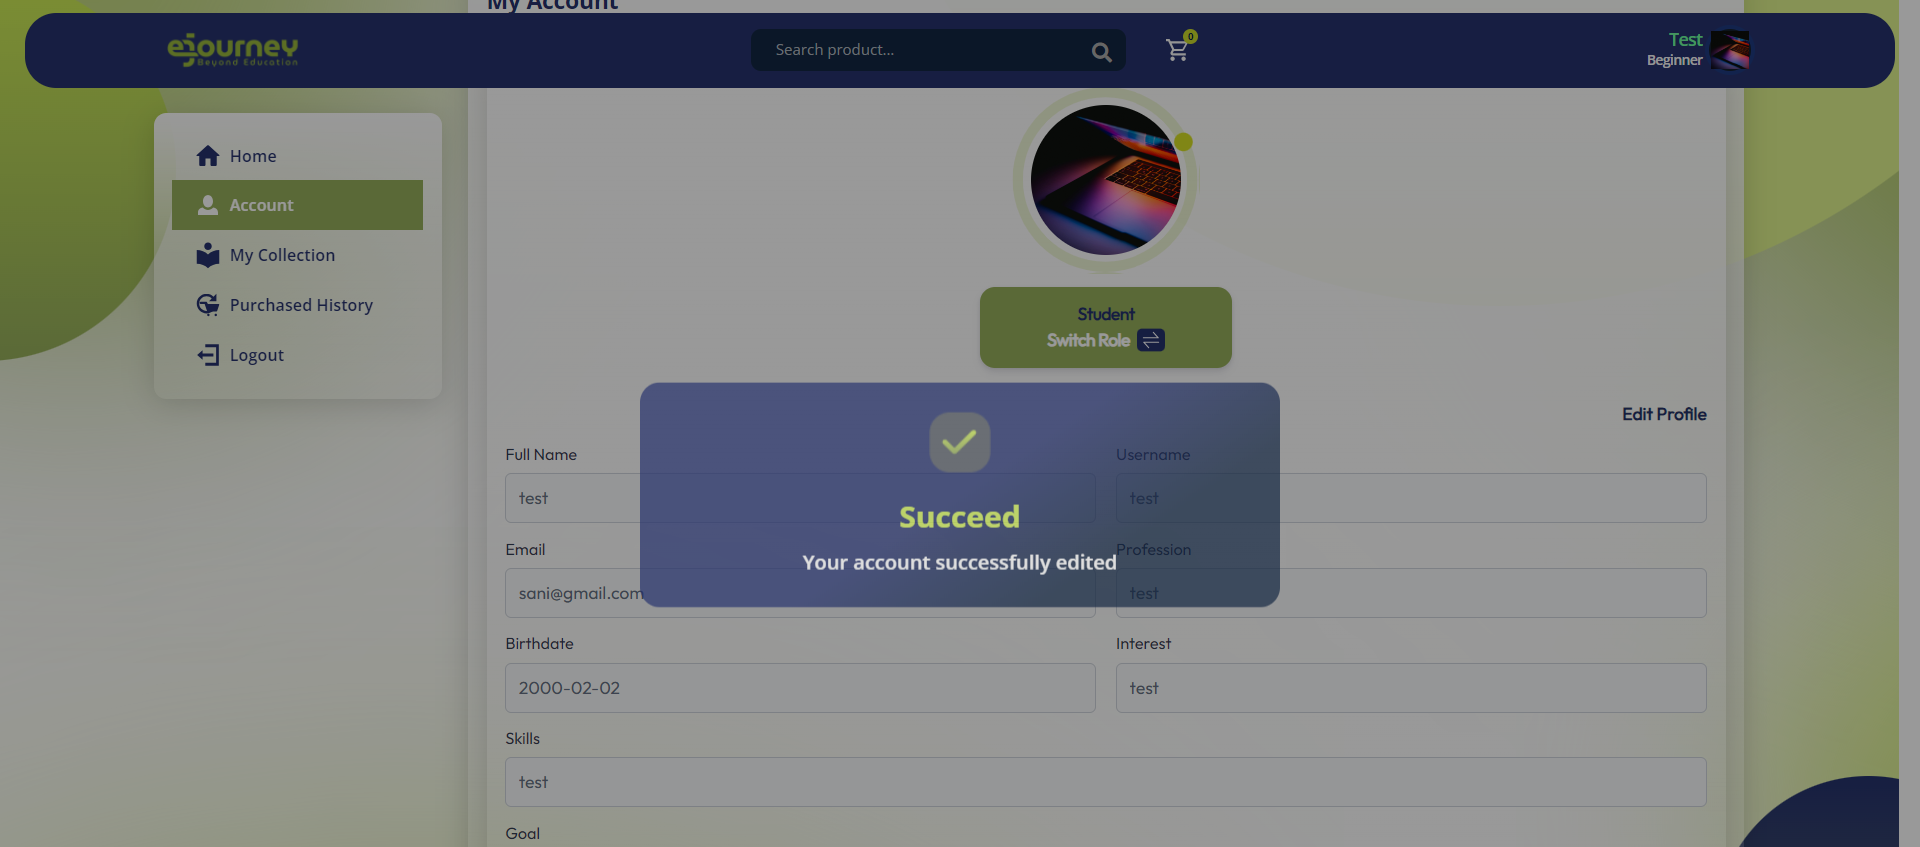 My Account
ejourney
Beyond Education
Search product...
0
Test
Beginner
Home
Account
My Collection
Purchased History
Logout
Student
Switch Role
Edit Profile
Full Name
Username
test
test
Succeed
Your account successfully edited
Email
Profession
sani@gmail.com
test
Birthdate
Interest
2000-02-02
test
Skills
test
Goal